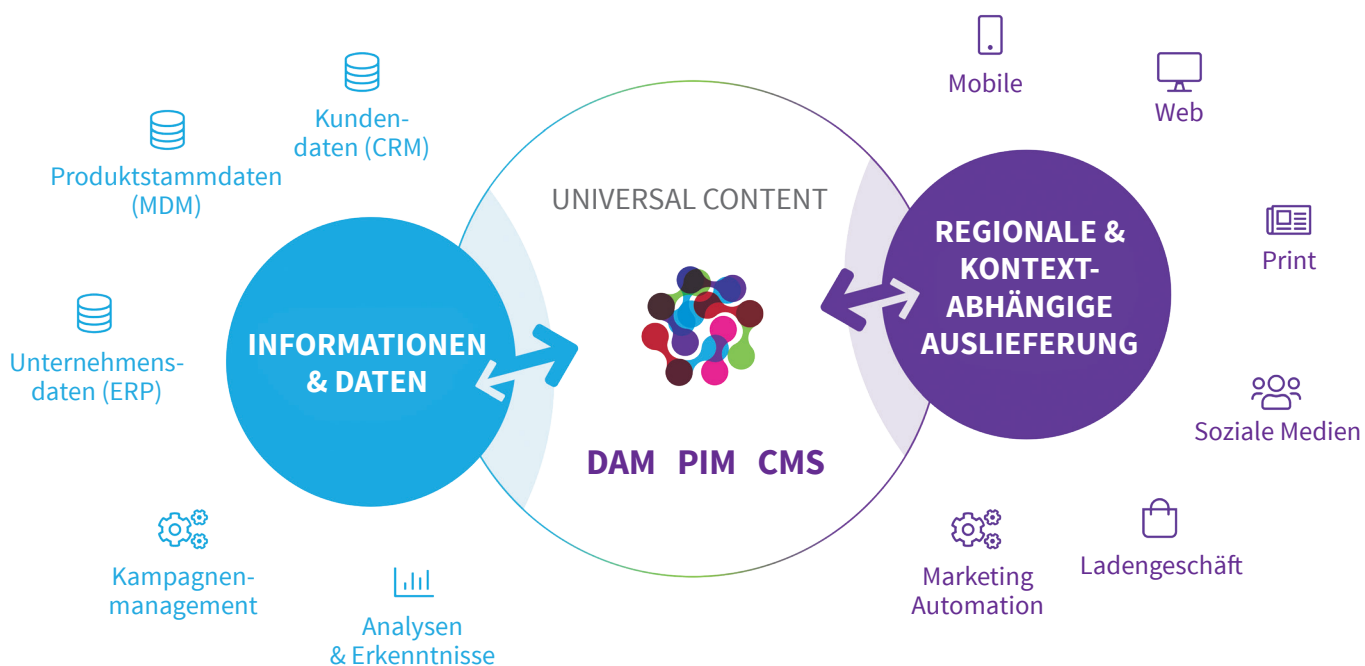 Kunden-
daten (CRM)
Produktstammdaten
(MDM)
Unternehmens-
daten (ERP)
Kampagnen-
management
Analysen
& Erkenntnisse
INFORMATIONEN
& DATEN
UNIVERSAL CONTENT
DAM PIM CMS
REGIONALE &
KONTEXT-
ABHÄNGIGE
AUSLIEFERUNG
Mobile
Web
Print
Soziale Medien
Ladengeschäft
Marketing
Automation